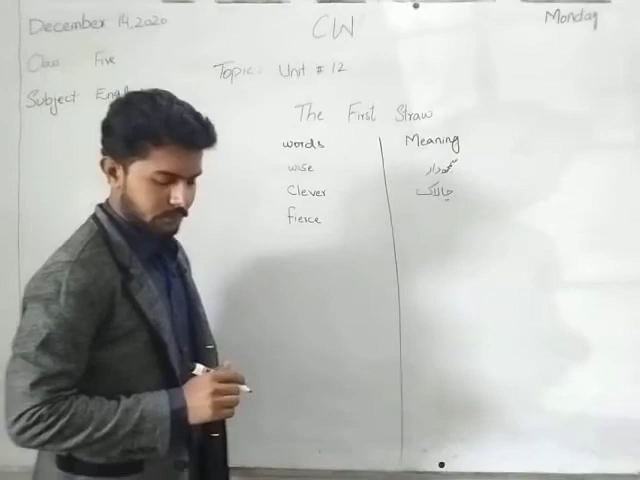 December 14, 2020
CW
Monday
Class Five
Topic: Unit # 12
Subject Engl
The First Straw
words Meaning
wise سمجھدار
Clever چالاک
fierce